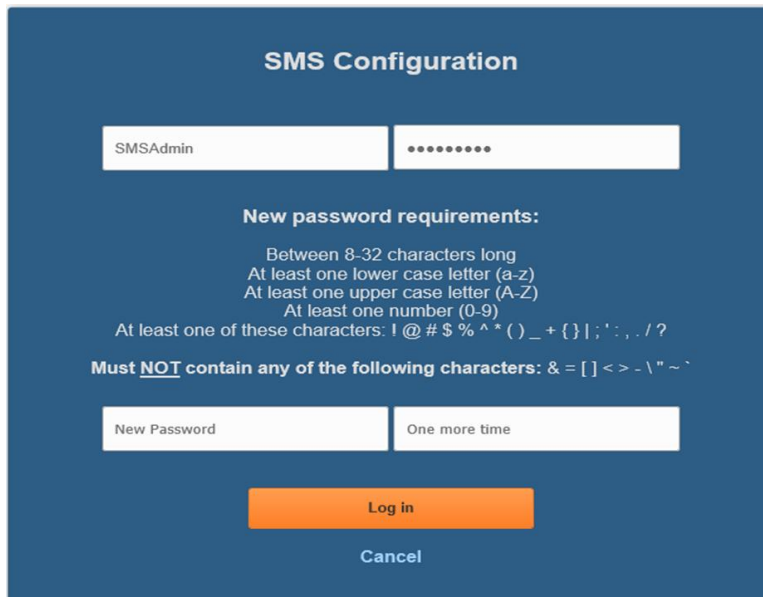 SMS Configuration
SMSAdmin
•••••••••
New password requirements:
Between 8-32 characters long
At least one lower case letter (a-z)
At least one upper case letter (A-Z)
At least one number (0-9)
At least one of these characters: ! @ # $ % ^ * ( ) _ + { } | ; ' : , . / ?
Must NOT contain any of the following characters: & = [ ] < > - \ " ~ `
New Password
One more time
Log in
Cancel